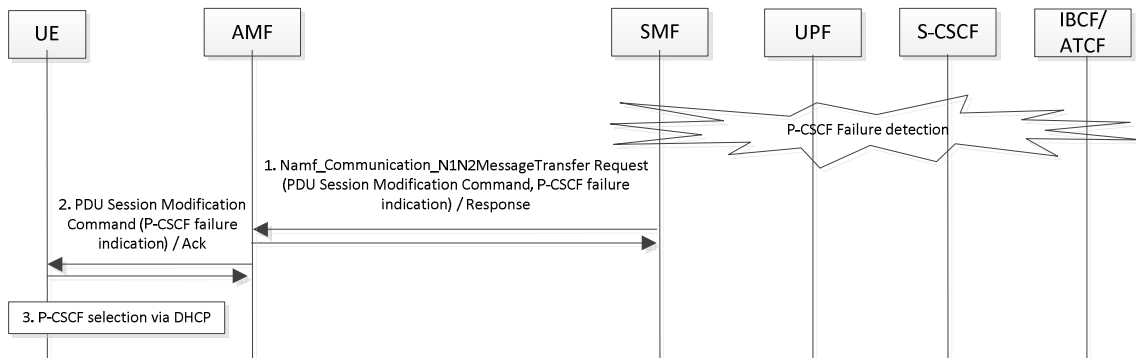 UE
AMF
SMF
UPF
S-CSCF
IBCF/
ATCF
P-CSCF Failure detection
1. Namf_Communication_N1N2MessageTransfer Request
(PDU Session Modification Command, P-CSCF failure
indication) / Response
2. PDU Session Modification
Command (P-CSCF failure
indication) / Ack
3. P-CSCF selection via DHCP